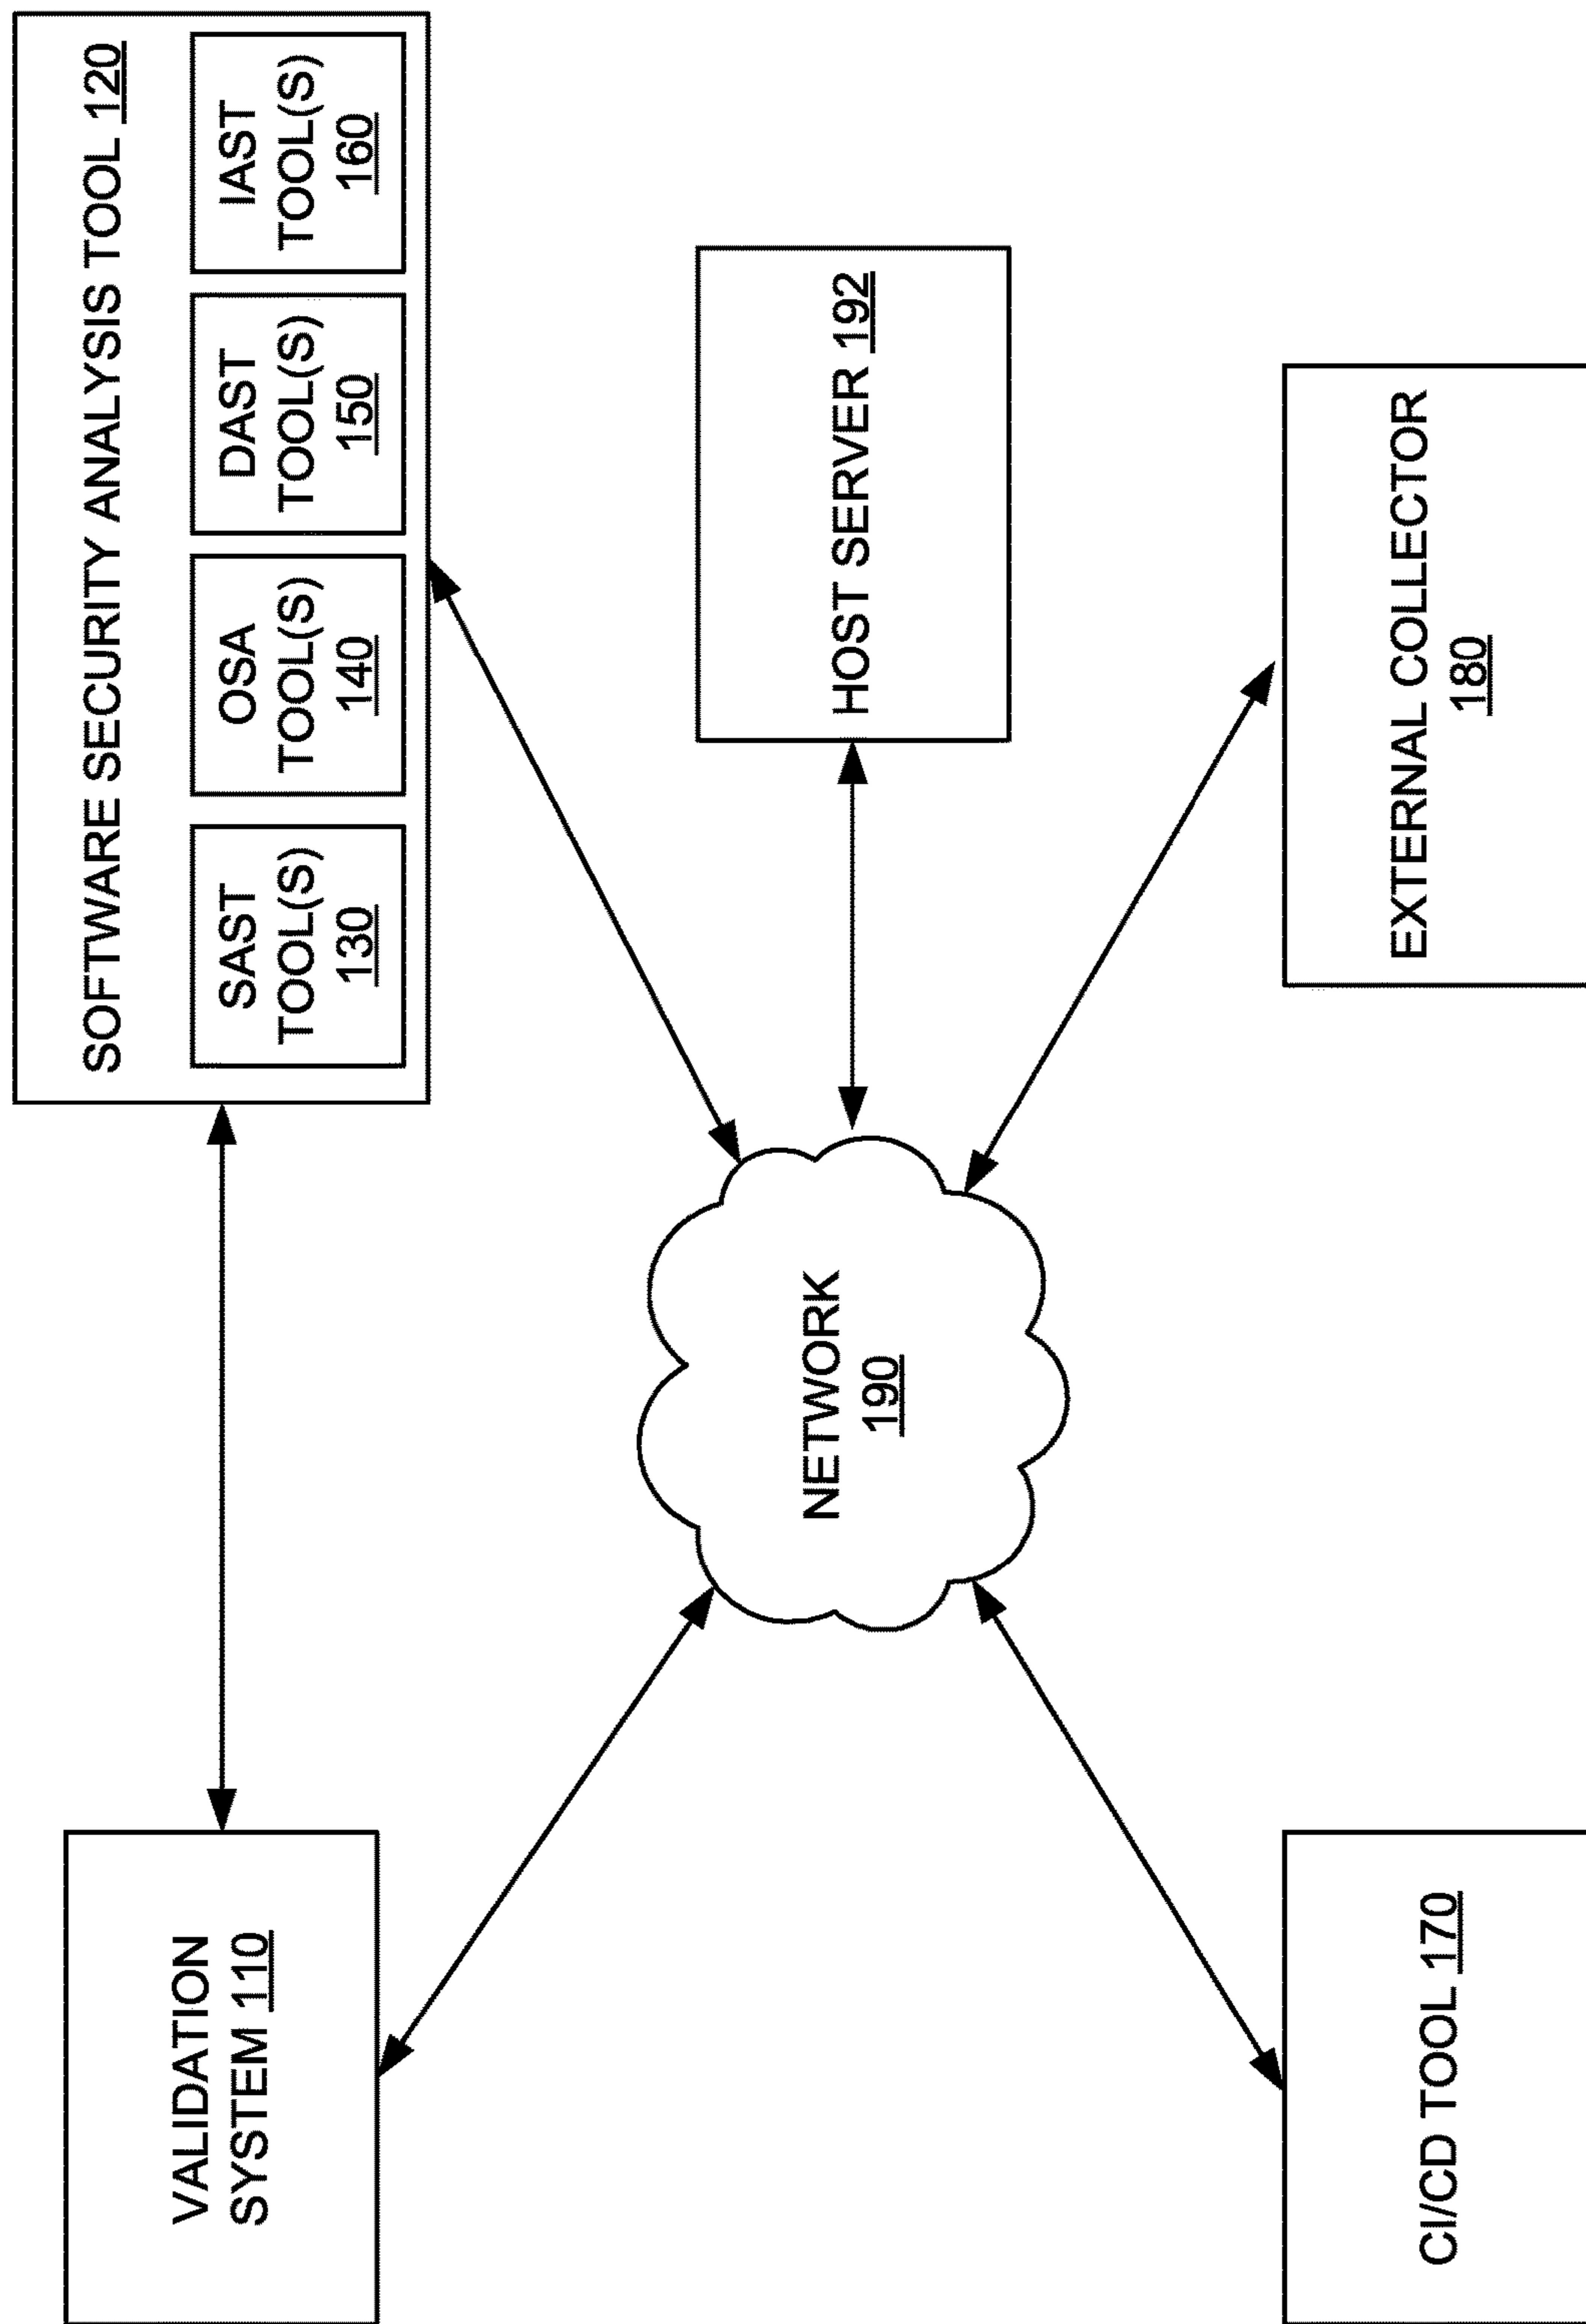 VALIDATION
SYSTEM 110
SOFTWARE SECURITY ANALYSIS TOOL 120
SAST
TOOL(S)
130
OSA
TOOL(S)
140
DAST
TOOL(S)
150
IAST
TOOL(S)
160
NETWORK
190
HOST SERVER 192
CI/CD TOOL 170
EXTERNAL COLLECTOR
180